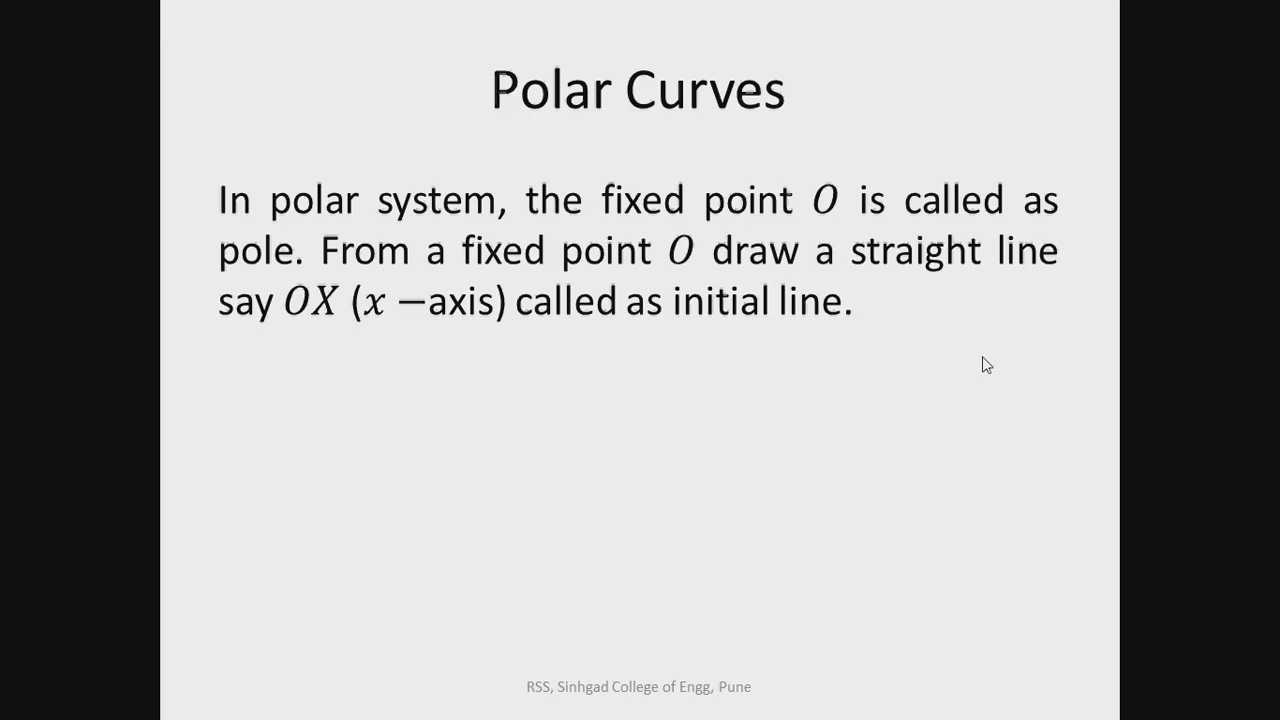 Polar Curves
In polar system, the fixed point O is called as
pole. From a fixed point O draw a straight line
say OX (x −axis) called as initial line.
RSS, Sinhgad College of Engg, Pune